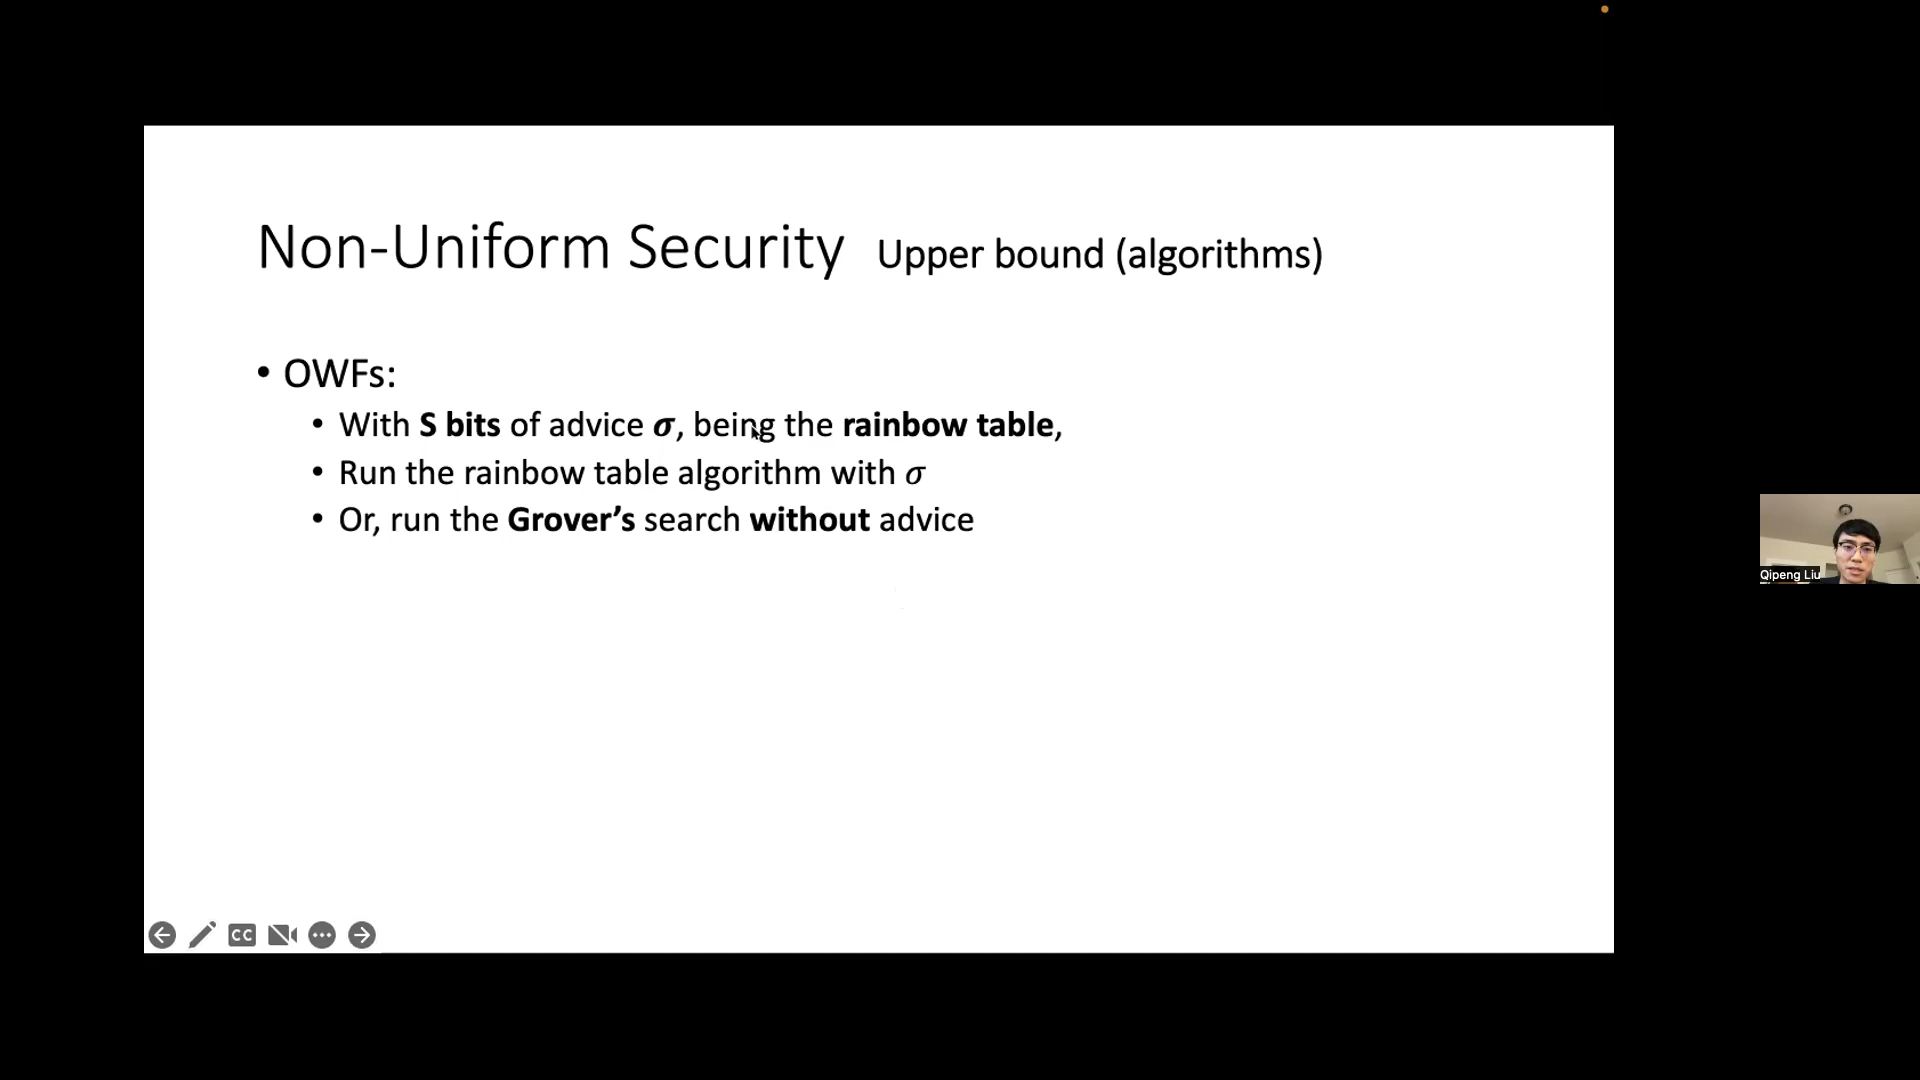 Non-Uniform Security Upper bound (algorithms)
• OWFs:
• With S bits of advice σ, being the rainbow table,
• Run the rainbow table algorithm with σ
• Or, run the Grover's search without advice
Qipeng Liu
CC